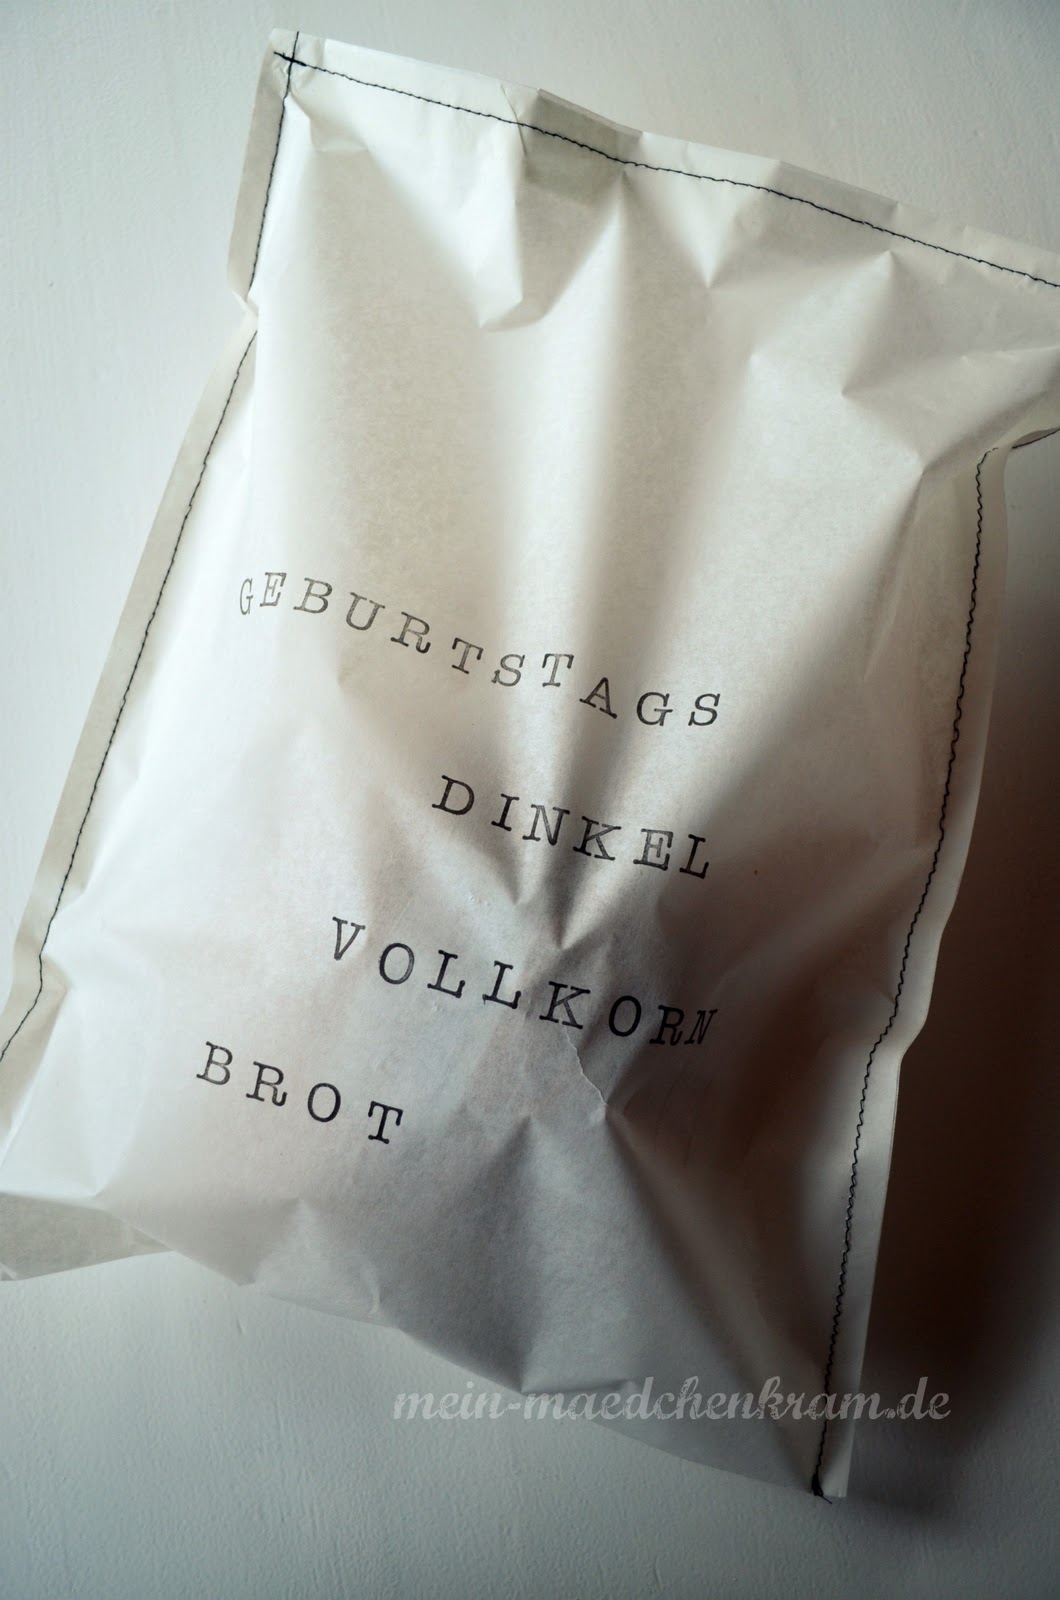 GEBURTSTAGS
DINKEL
VOLLKORN
BROT
mein-maedchenkram.de